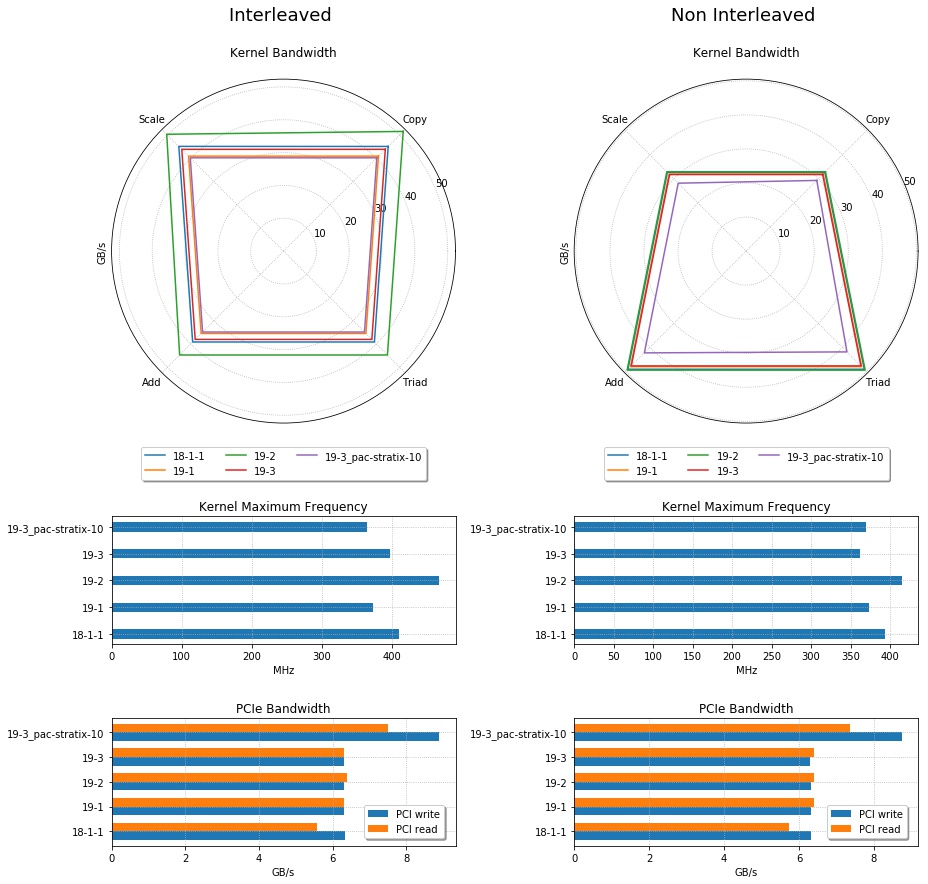 Interleaved
Non Interleaved
Kernel Bandwidth
Kernel Bandwidth
Scale
Copy
10
20
30
40
50
GB/s
Add
Triad
Scale
Copy
10
20
30
40
50
GB/s
Add
Triad
18-1-1 19-2 19-3_pac-stratix-10
19-1 19-3
18-1-1 19-2 19-3_pac-stratix-10
19-1 19-3
Kernel Maximum Frequency
19-3_pac-stratix-10
19-3
19-2
19-1
18-1-1
0 100 200 300 400
MHz
Kernel Maximum Frequency
19-3_pac-stratix-10
19-3
19-2
19-1
18-1-1
0 50 100 150 200 250 300 350 400
MHz
PCIe Bandwidth
19-3_pac-stratix-10
19-3
19-2
19-1
18-1-1
PCI write
PCI read
0 2 4 6 8
GB/s
PCIe Bandwidth
19-3_pac-stratix-10
19-3
19-2
19-1
18-1-1
PCI write
PCI read
0 2 4 6 8
GB/s